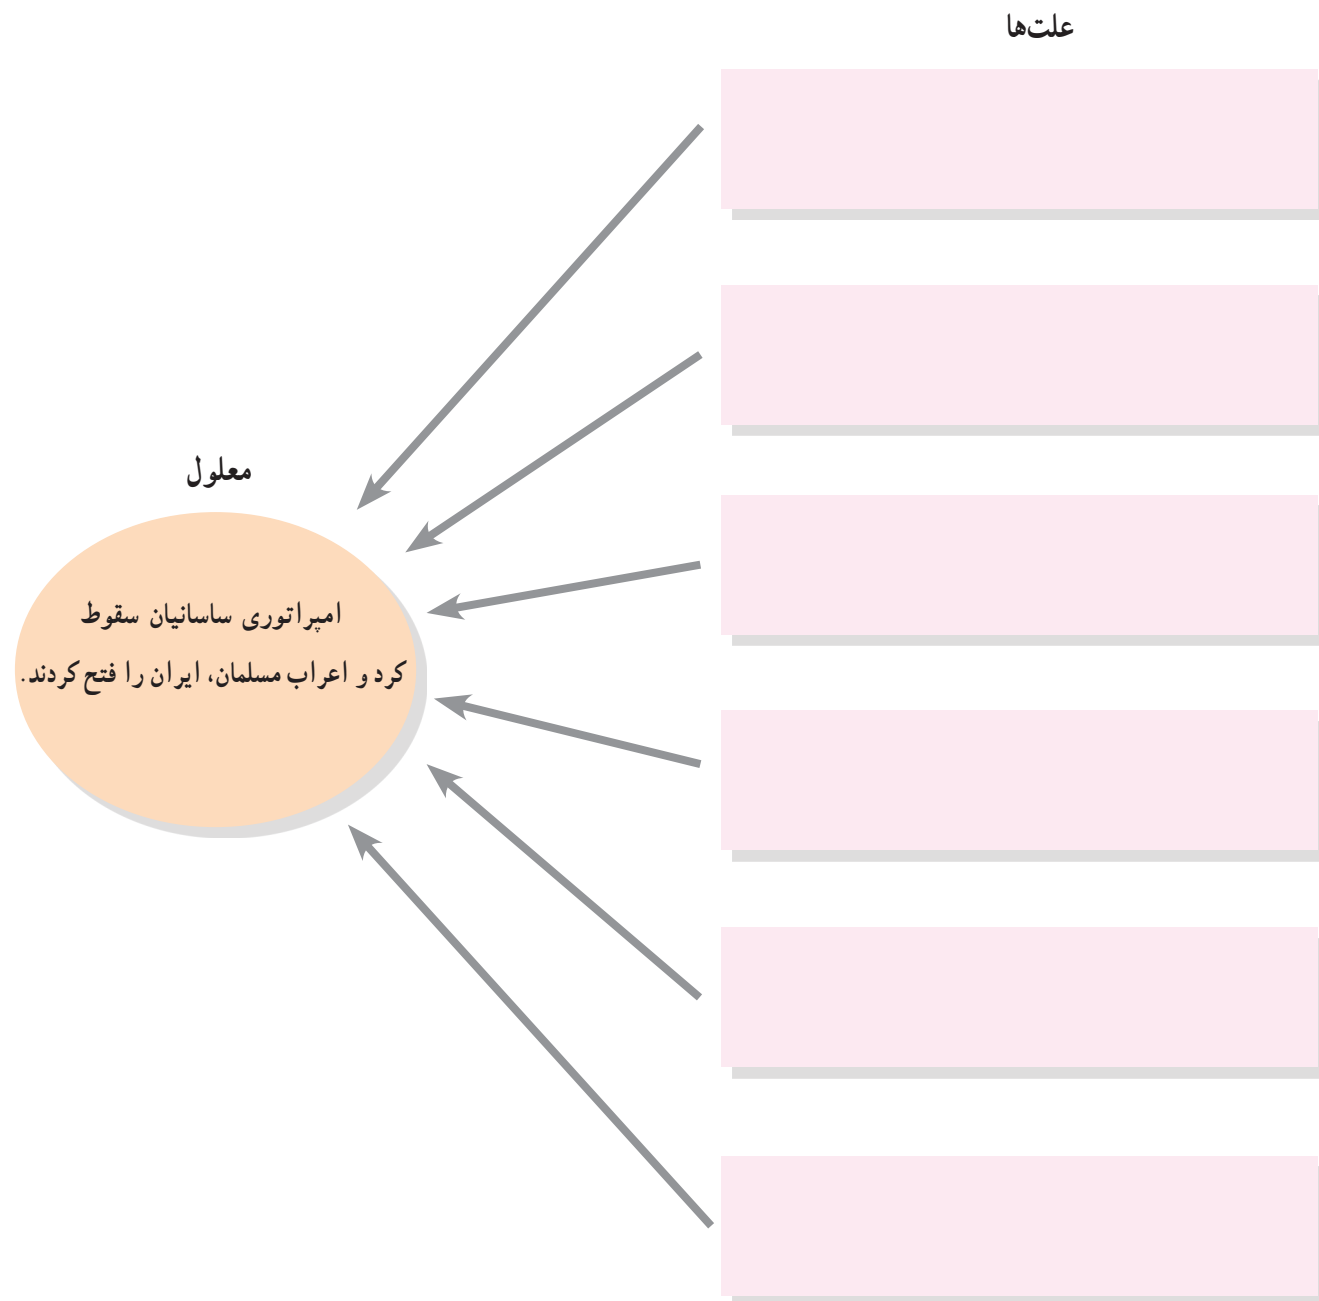 علت‌ها
معلول
امپراتوری ساسانیان سقوط
کرد و اعراب مسلمان، ایران را فتح کردند.